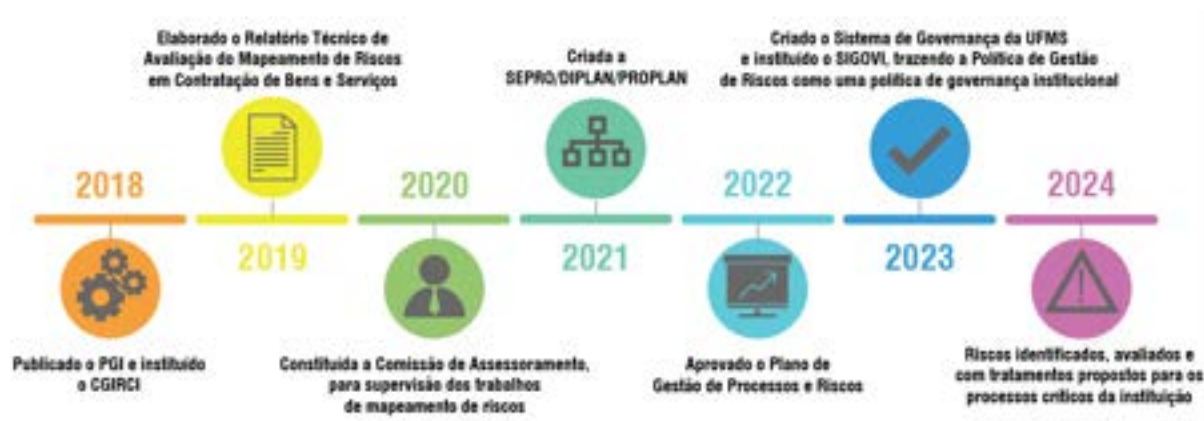 2018
Publicado o PGI e instituído
o CGIRCI
Elaborado o Relatório Técnico de
Avaliação do Mapeamento de Riscos
em Contratação de Bens e Serviços
2019
2020
Constituída a Comissão de Assessoramento,
para supervisão dos trabalhos
de mapeamento de riscos
Criada a
SEPRO/DIPLAN/PROPLAN
2021
2022
Aprovado o Plano de
Gestão de Processos e Riscos
Criado o Sistema de Governança da UFMS
e instituído o SIGOVI, trazendo a Política de Gestão
de Riscos como uma política de governança institucional
2023
2024
Riscos identificados, avaliados e
com tratamentos propostos para os
processos críticos da instituição